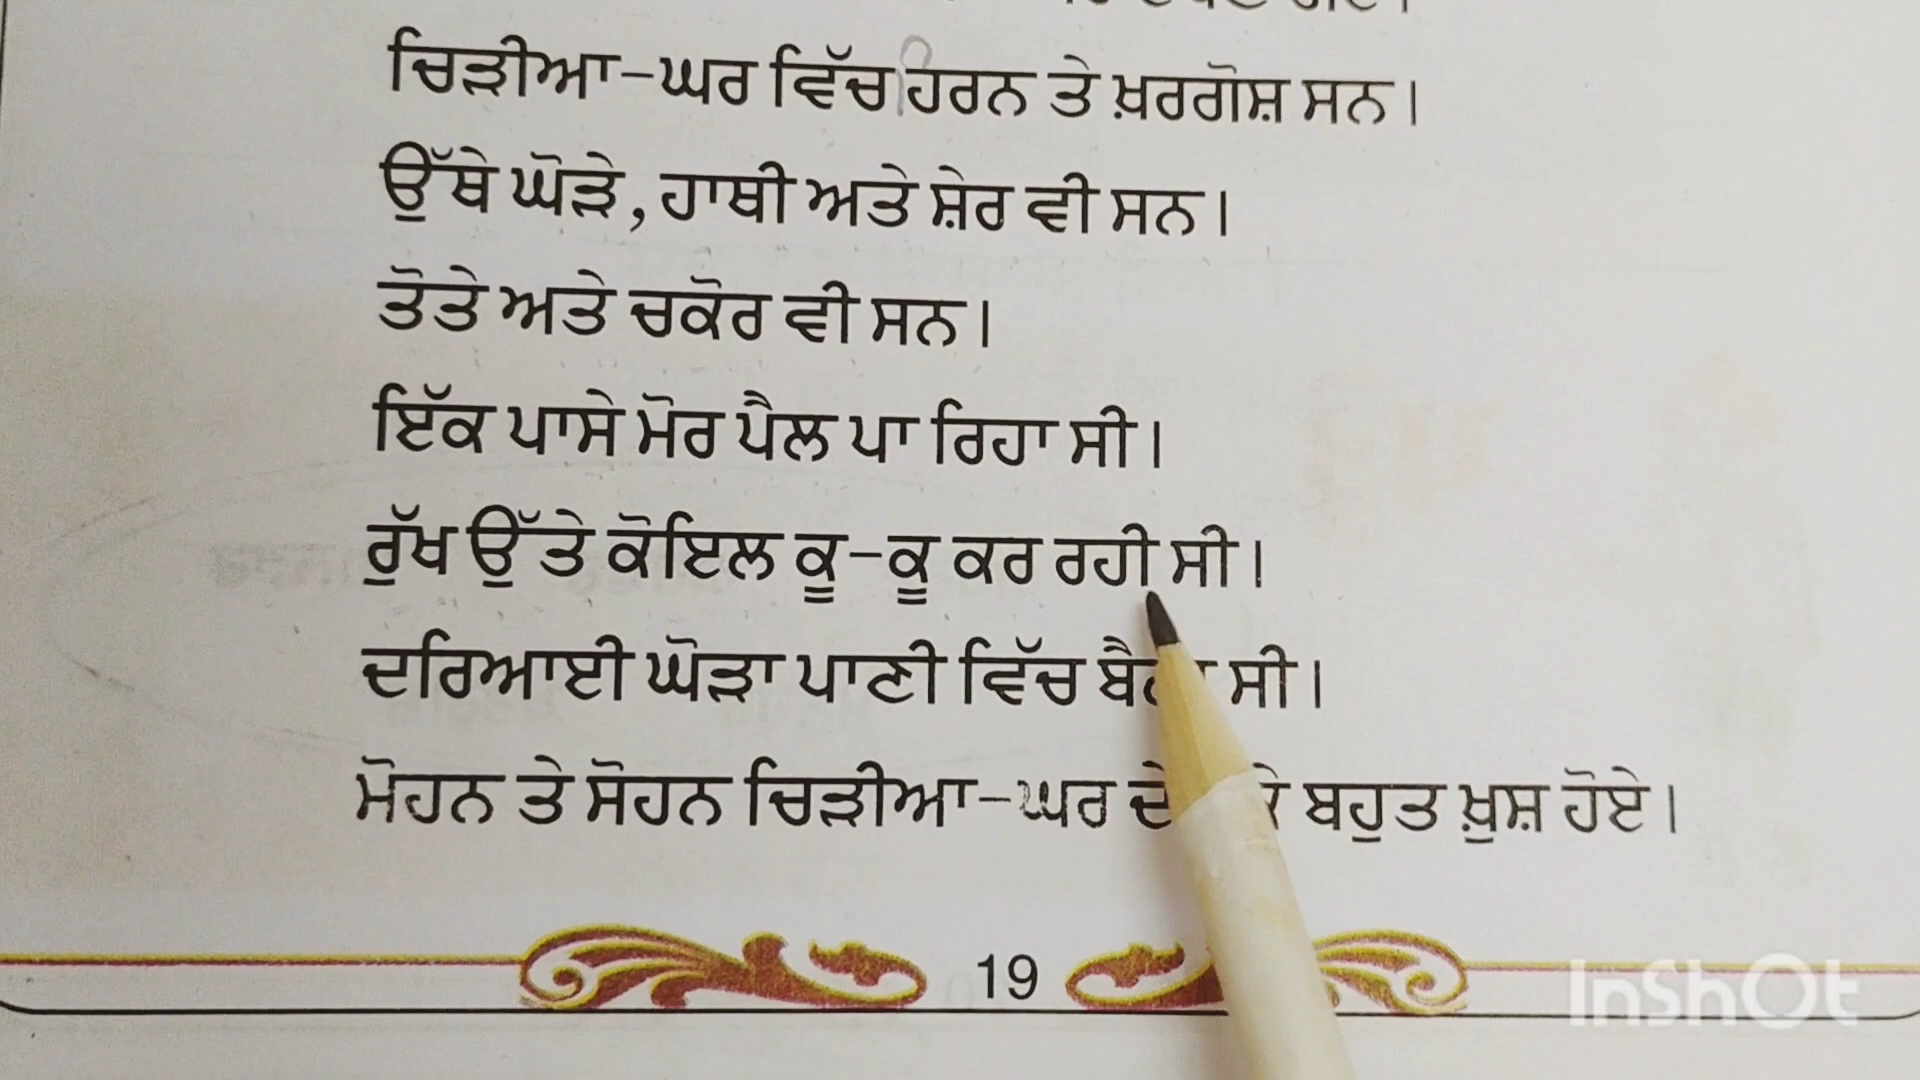 ਚਿੜੀਆ-ਘਰ ਵਿੱਚ ਹਿਰਨ ਤੇ ਖ਼ਰਗੋਸ਼ ਸਨ।
ਉੱਥੇ ਘੋੜੇ, ਹਾਥੀ ਅਤੇ ਸ਼ੇਰ ਵੀ ਸਨ।
ਤੋਤੇ ਅਤੇ ਚਕੋਰ ਵੀ ਸਨ।
ਇੱਕ ਪਾਸੇ ਮੋਰ ਪੈਲ ਪਾ ਰਿਹਾ ਸੀ।
ਰੁੱਖ ਉੱਤੇ ਕੋਇਲ ਕੂ-ਕੂ ਕਰ ਰਹੀ ਸੀ।
ਦਰਿਆਈ ਘੋੜਾ ਪਾਣੀ ਵਿੱਚ ਸੀ।
ਮੋਹਨ ਤੇ ਸੋਹਨ ਚਿੜੀਆ-ਘਰ ਬਹੁਤ ਖ਼ੁਸ਼ ਹੋਏ।
19
InShOt